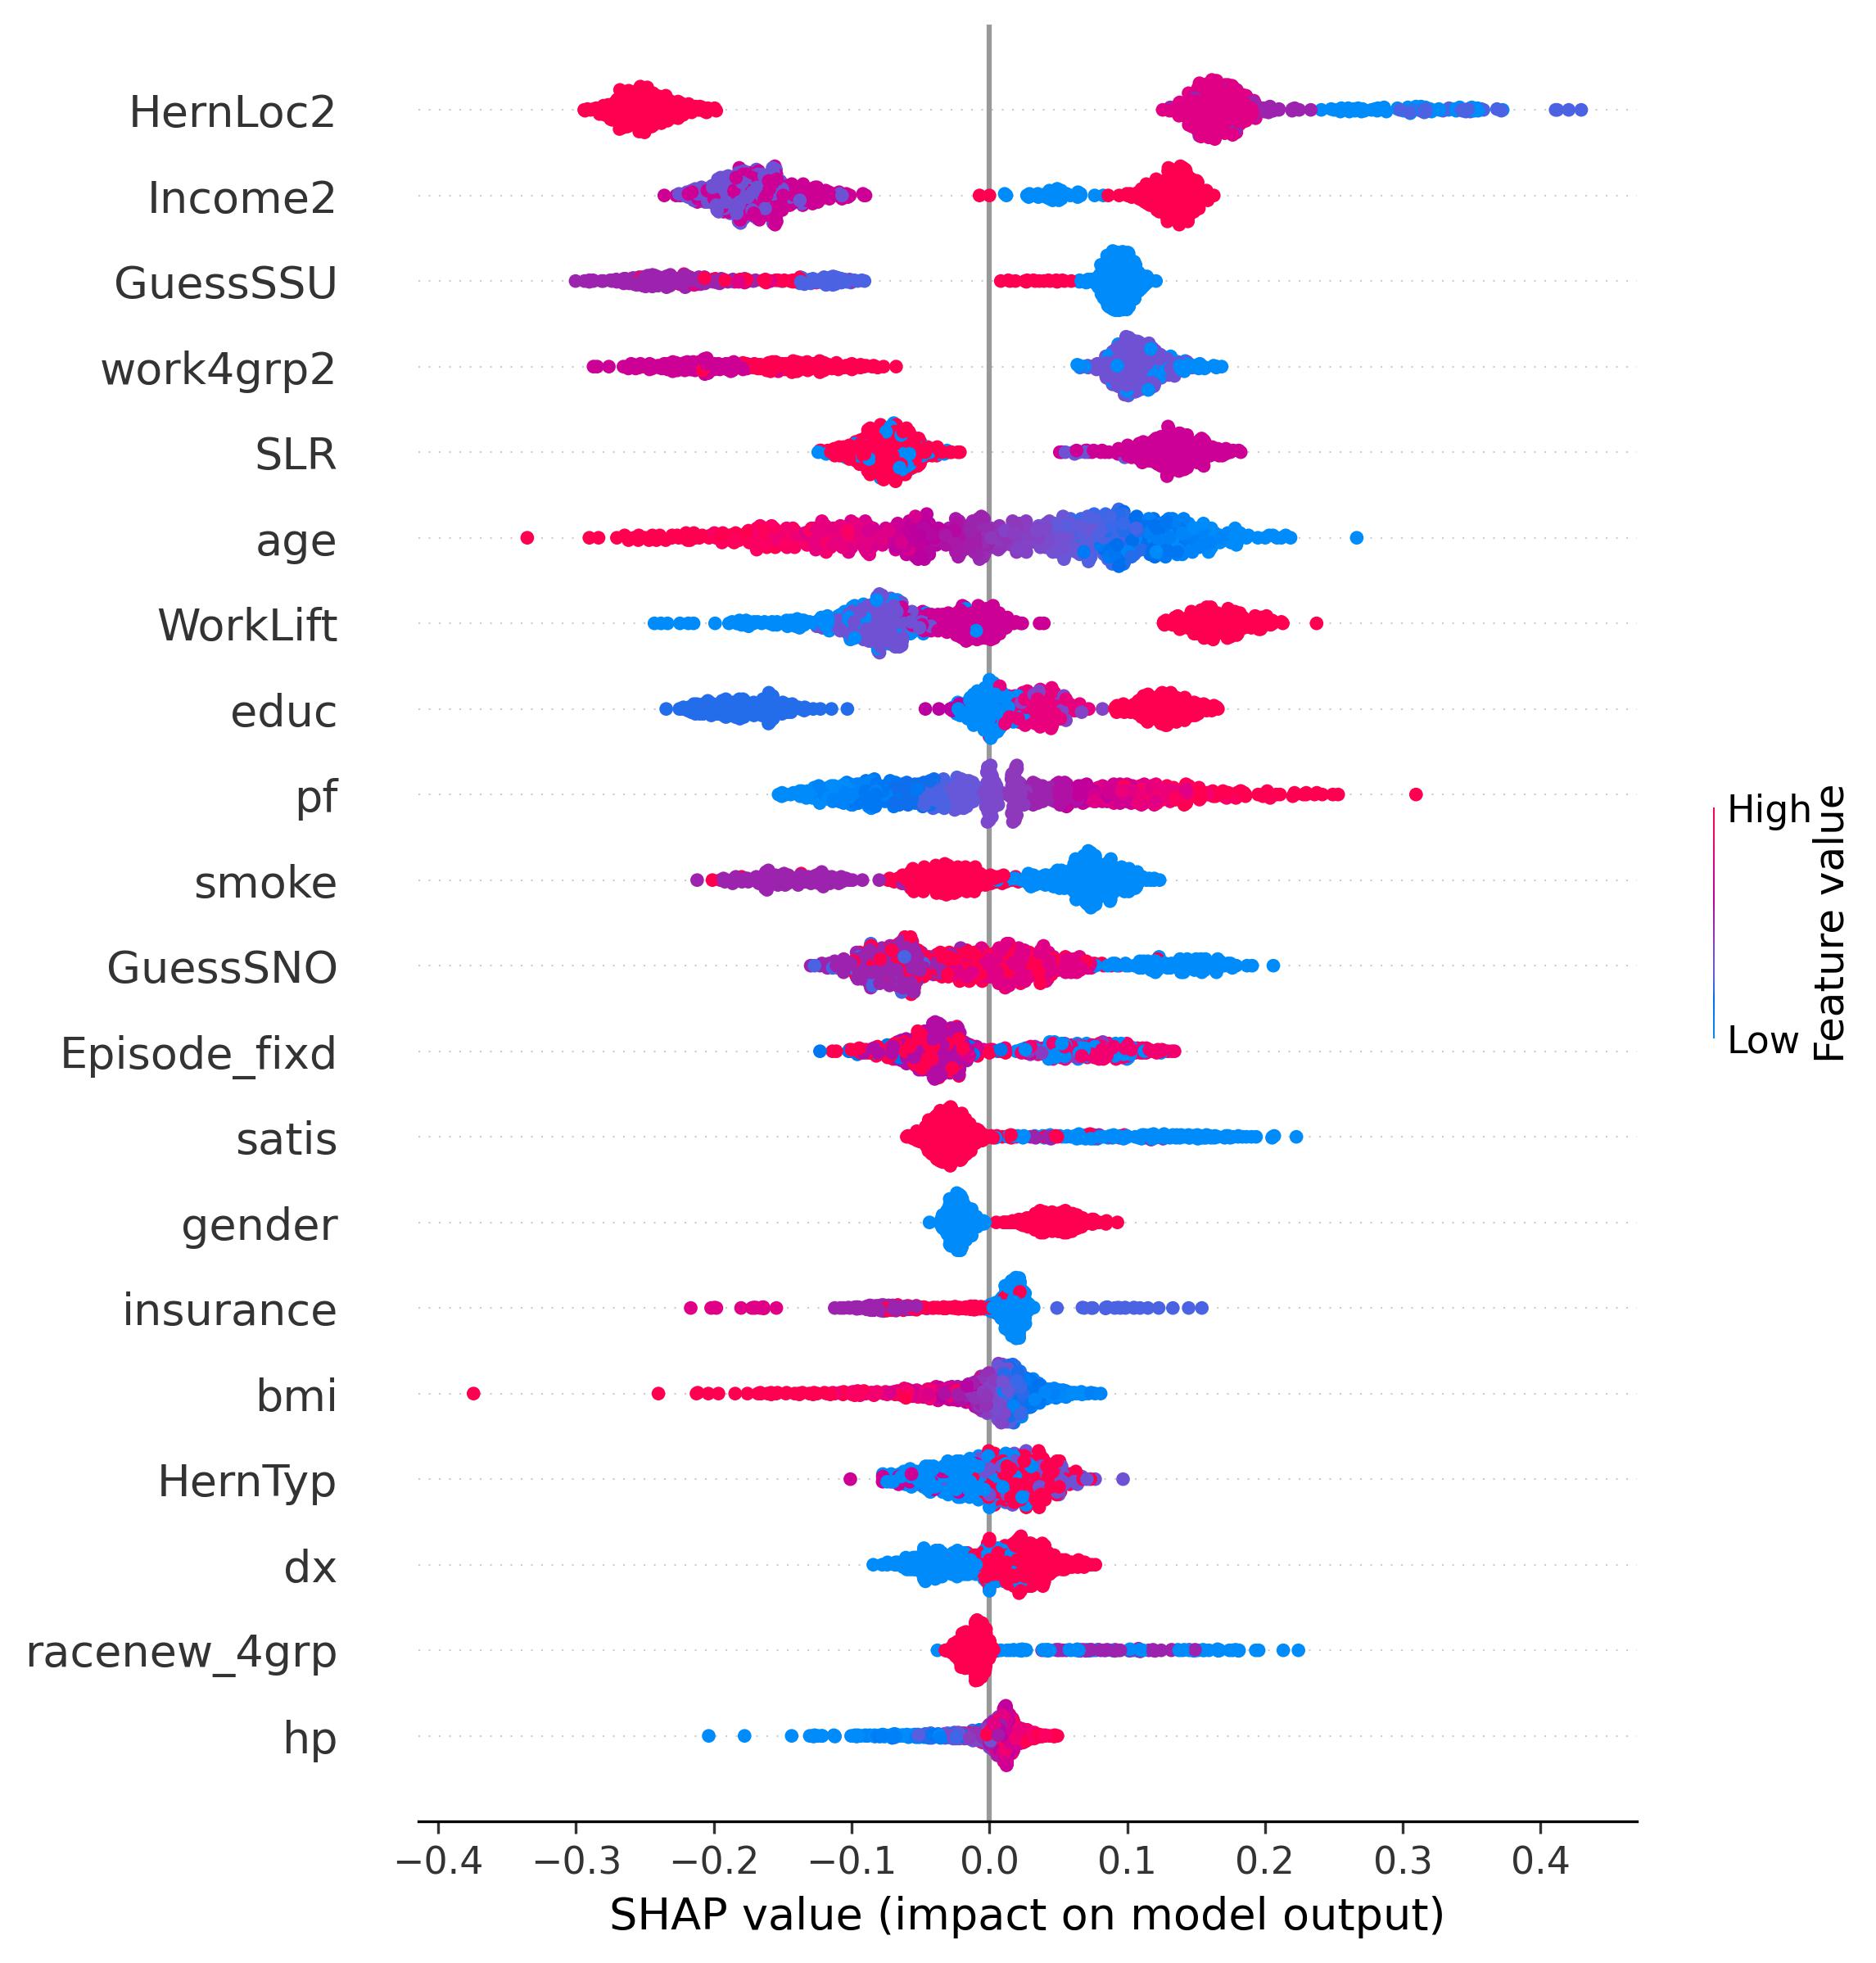 HernLoc2
Income2
GuessSSU
work4grp2
SLR
age
WorkLift
educ
pf
smoke
GuessSNO
Episode_fixd
satis
gender
insurance
bmi
HernTyp
dx
racenew_4grp
hp
−0.4 −0.3 −0.2 −0.1 0.0 0.1 0.2 0.3 0.4
SHAP value (impact on model output)
High
Low
Feature value